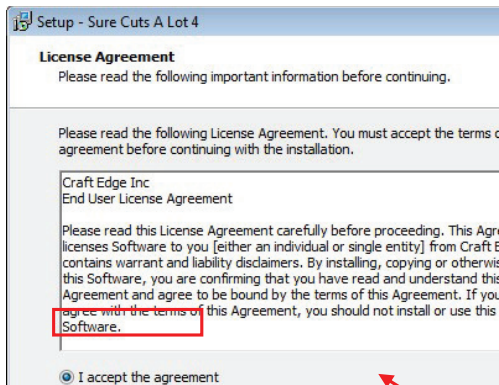 Setup - Sure Cuts A Lot 4
License Agreement
Please read the following important information before continuing.
Please read the following License Agreement. You must accept the terms
agreement before continuing with the installation.
Craft Edge Inc
End User License Agreement
Please read this License Agreement carefully before proceeding. This
licenses Software to you [either an individual or single entity] from Craft
contains warrant and liability disclaimers. By installing, copying or
this Software, you are confirming that you have read and understand this
Agreement and agree to be bound by the terms of this Agreement. If you
agree with the terms of this Agreement, you should not install or use this
Software.
I accept the agreement